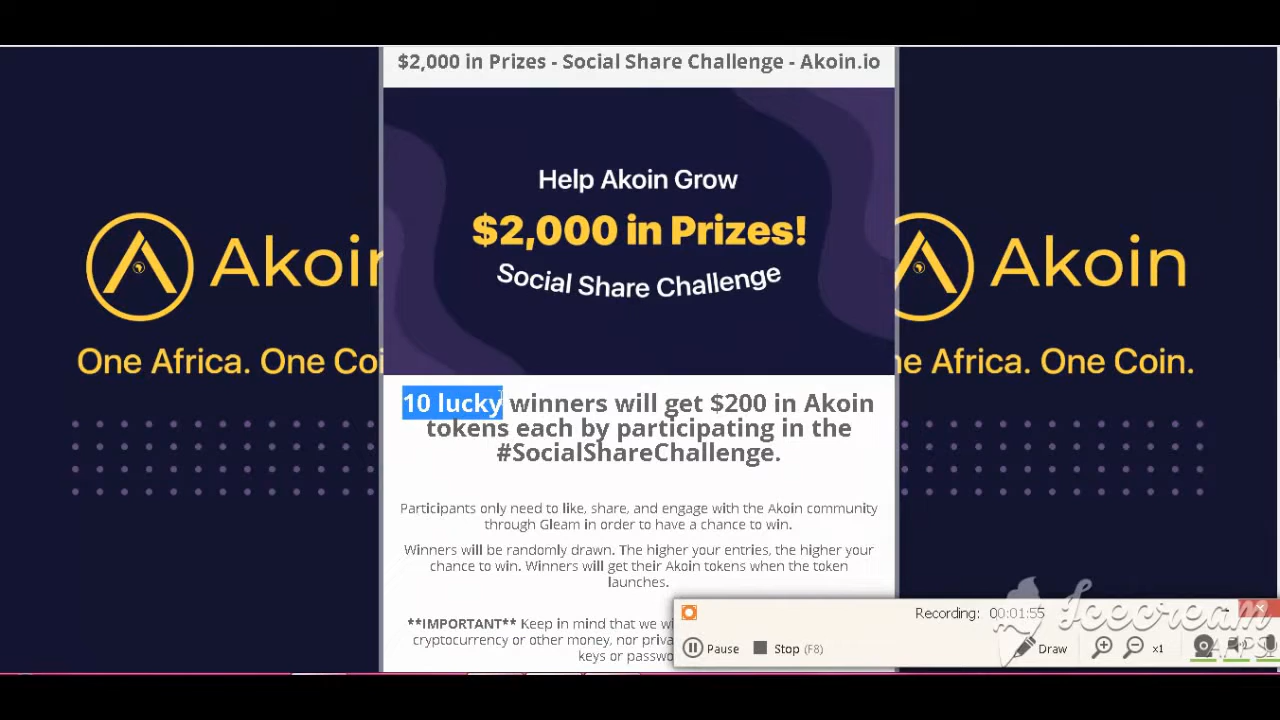 $2,000 in Prizes - Social Share Challenge - Akoin.io
Help Akoin Grow
$2,000 in Prizes!
Social Share Challenge
Akoin
One Africa. One Coi
Akoin
ne Africa. One Coin.
10 lucky winners will get $200 in Akoin
tokens each by participating in the
#SocialShareChallenge.
Participants only need to like, share, and engage with the Akoin community
through Gleam in order to have a chance to win.
Winners will be randomly drawn. The higher your entries, the higher your
chance to win. Winners will get their Akoin tokens when the token
launches.
**IMPORTANT** Keep in mind that we
cryptocurrency or other money, nor
keys or
Recording: 00:01:55
Pause
Stop (F8)
Draw
x1
Icecream
APPS